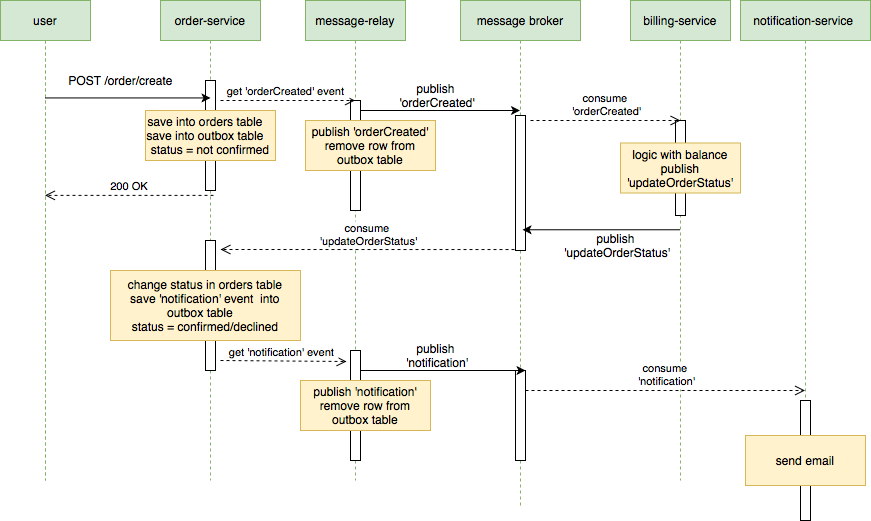 user
order-service
message-relay
message broker
billing-service
notification-service
POST /order/create
get 'orderCreated' event
publish
'orderCreated'
consume
'orderCreated'
save into orders table
save into outbox table
status = not confirmed
publish 'orderCreated'
remove row from
outbox table
logic with balance
publish
'updateOrderStatus'
200 OK
consume
'updateOrderStatus'
publish
'updateOrderStatus'
change status in orders table
save 'notification' event into
outbox table
status = confirmed/declined
get 'notification' event
publish
'notification'
consume
'notification'
publish 'notification'
remove row from
outbox table
send email